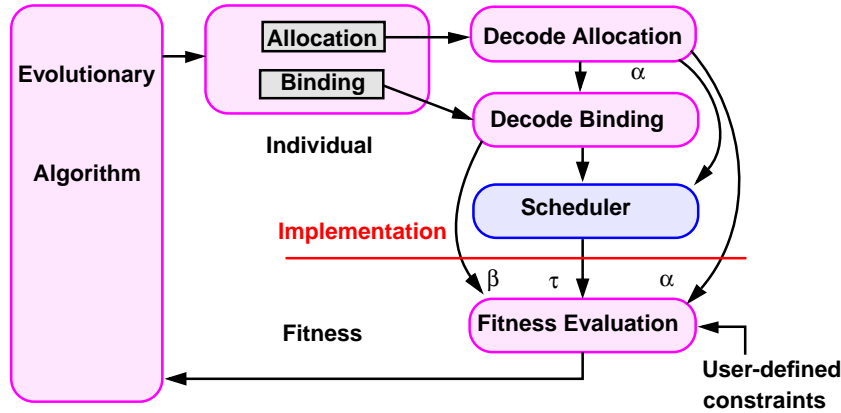 Evolutionary
Algorithm
Allocation
Binding
Individual
Decode Allocation
α
Decode Binding
Scheduler
Implementation
β
τ
α
Fitness Evaluation
Fitness
User-defined
constraints